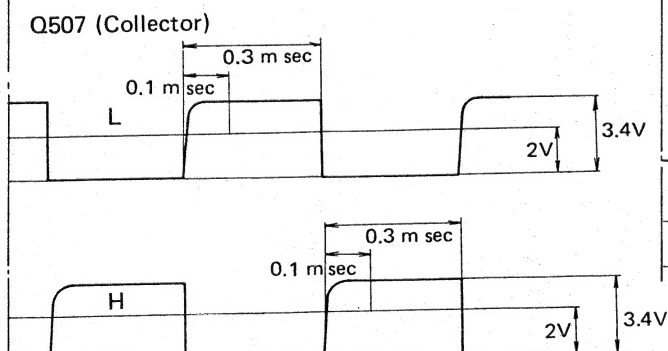 Q507 (Collector)
0.3 m sec
0.1 m sec
L
3.4V
2V
0.3 m sec
0.1 m sec
H
3.4V
2V